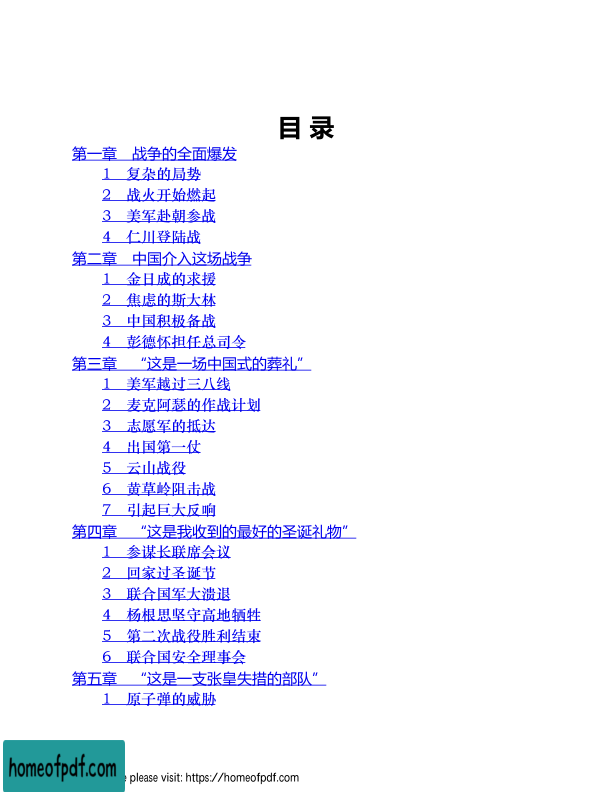 目 录
第一章　战争的全面爆发
1　复杂的局势
2　战火开始燃起
3　美军赴朝参战
4　仁川登陆战
第二章　中国介入这场战争
1　金日成的求援
2　焦虑的斯大林
3　中国积极备战
4　彭德怀担任总司令
第三章　“这是一场中国式的葬礼”
1　美军越过三八线
2　麦克阿瑟的作战计划
3　志愿军的抵达
4　出国第一仗
5　云山战役
6　黄草岭阻击战
7　引起巨大反响
第四章　“这是我收到的最好的圣诞礼物”
1　参谋长联席会议
2　回家过圣诞节
3　联合国军大溃退
4　杨根思坚守高地牺牲
5　第二次战役胜利结束
6　联合国安全理事会
第五章　“这是一支张皇失措的部队”
1　原子弹的威胁
homeofpdf.com
please visit: https://homeofpdf.com